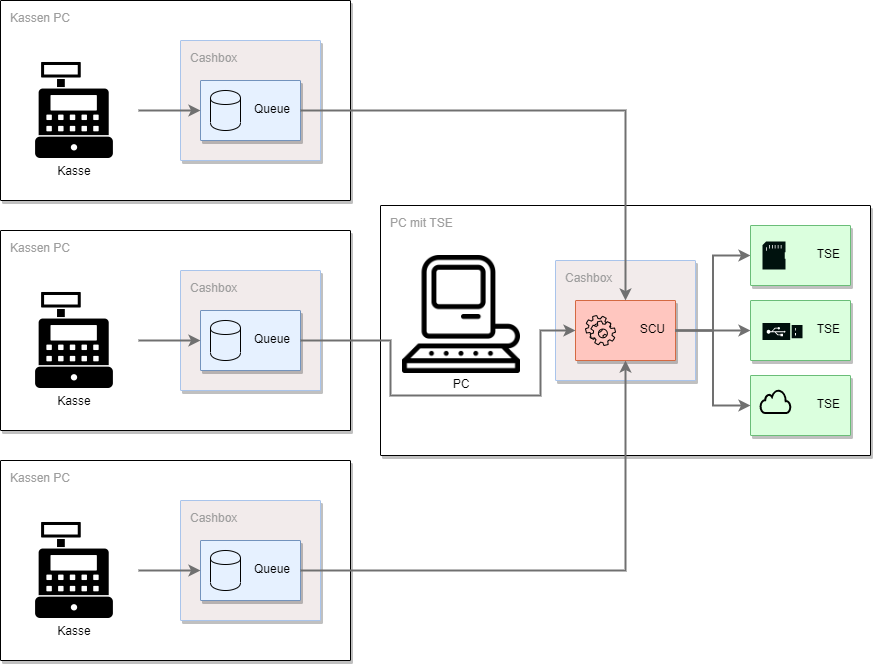 Kassen PC
Cashbox
Queue
Kasse
Kassen PC
Cashbox
Queue
Kasse
Kassen PC
Cashbox
Queue
Kasse
PC mit TSE
PC
Cashbox
SCU
TSE
TSE
TSE